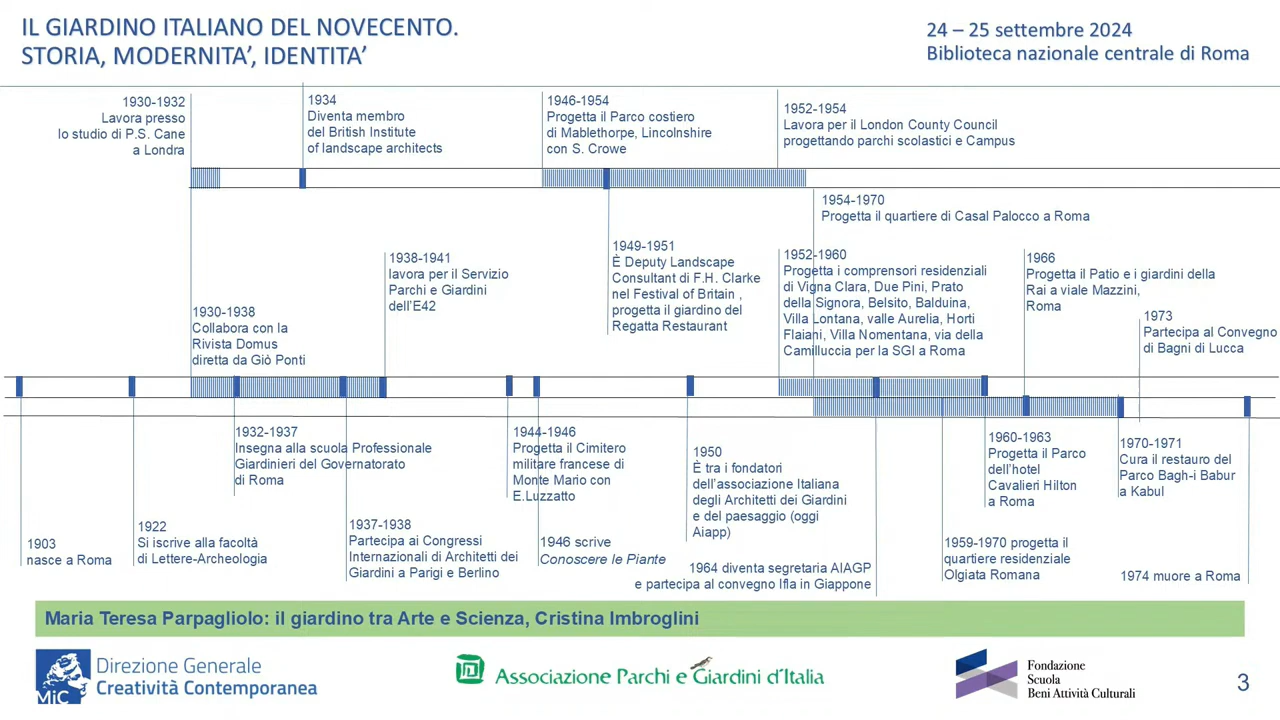 IL GIARDINO ITALIANO DEL NOVECENTO.
STORIA, MODERNITA’, IDENTITA’
24 – 25 settembre 2024
Biblioteca nazionale centrale di Roma
1930-1932
Lavora presso
lo studio di P.S. Cane
a Londra
1934
Diventa membro
del British Institute
of landscape architects
1946-1954
Progetta il Parco costiero
di Mablethorpe, Lincolnshire
con S. Crowe
1952-1954
Lavora per il London County Council
progettando parchi scolastici e Campus
1954-1970
Progetta il quartiere di Casal Palocco a Roma
1930-1938
Collabora con la
Rivista Domus
diretta da Giò Ponti
1938-1941
lavora per il Servizio
Parchi e Giardini
dell’E42
1949-1951
È Deputy Landscape
Consultant di F.H. Clarke
nel Festival of Britain ,
progetta il giardino del
Regatta Restaurant
1952-1960
Progetta i comprensori residenziali
di Vigna Clara, Due Pini, Prato
della Signora, Belsito, Balduina,
Villa Lontana, valle Aurelia, Horti
Flaiani, Villa Nomentana, via della
Camilluccia per la SGI a Roma
1966
Progetta il Patio e i giardini della
Rai a viale Mazzini,
Roma
1973
Partecipa al Convegno
di Bagni di Lucca
1903
nasce a Roma
1922
Si iscrive alla facoltà
di Lettere-Archeologia
1932-1937
Insegna alla scuola Professionale
Giardinieri del Governatorato
di Roma
1937-1938
Partecipa ai Congressi
Internazionali di Architetti dei
Giardini a Parigi e Berlino
1944-1946
Progetta il Cimitero
militare francese di
Monte Mario con
E.Luzzatto
1946 scrive
Conoscere le Piante
1950
È tra i fondatori
dell’associazione Italiana
degli Architetti dei Giardini
e del paesaggio (oggi
Aiapp)
1964 diventa segretaria AIAGP
e partecipa al convegno Ifla in Giappone
1959-1970 progetta il
quartiere residenziale
Olgiata Romana
1960-1963
Progetta il Parco
dell’hotel
Cavalieri Hilton
a Roma
1970-1971
Cura il restauro del
Parco Bagh-i Babur
a Kabul
1974 muore a Roma
Maria Teresa Parpagliolo: il giardino tra Arte e Scienza, Cristina Imbroglini
MiC
Direzione Generale
Creatività Contemporanea
Associazione Parchi e Giardini d’Italia
Fondazione
Scuola
Beni Attività Culturali
3